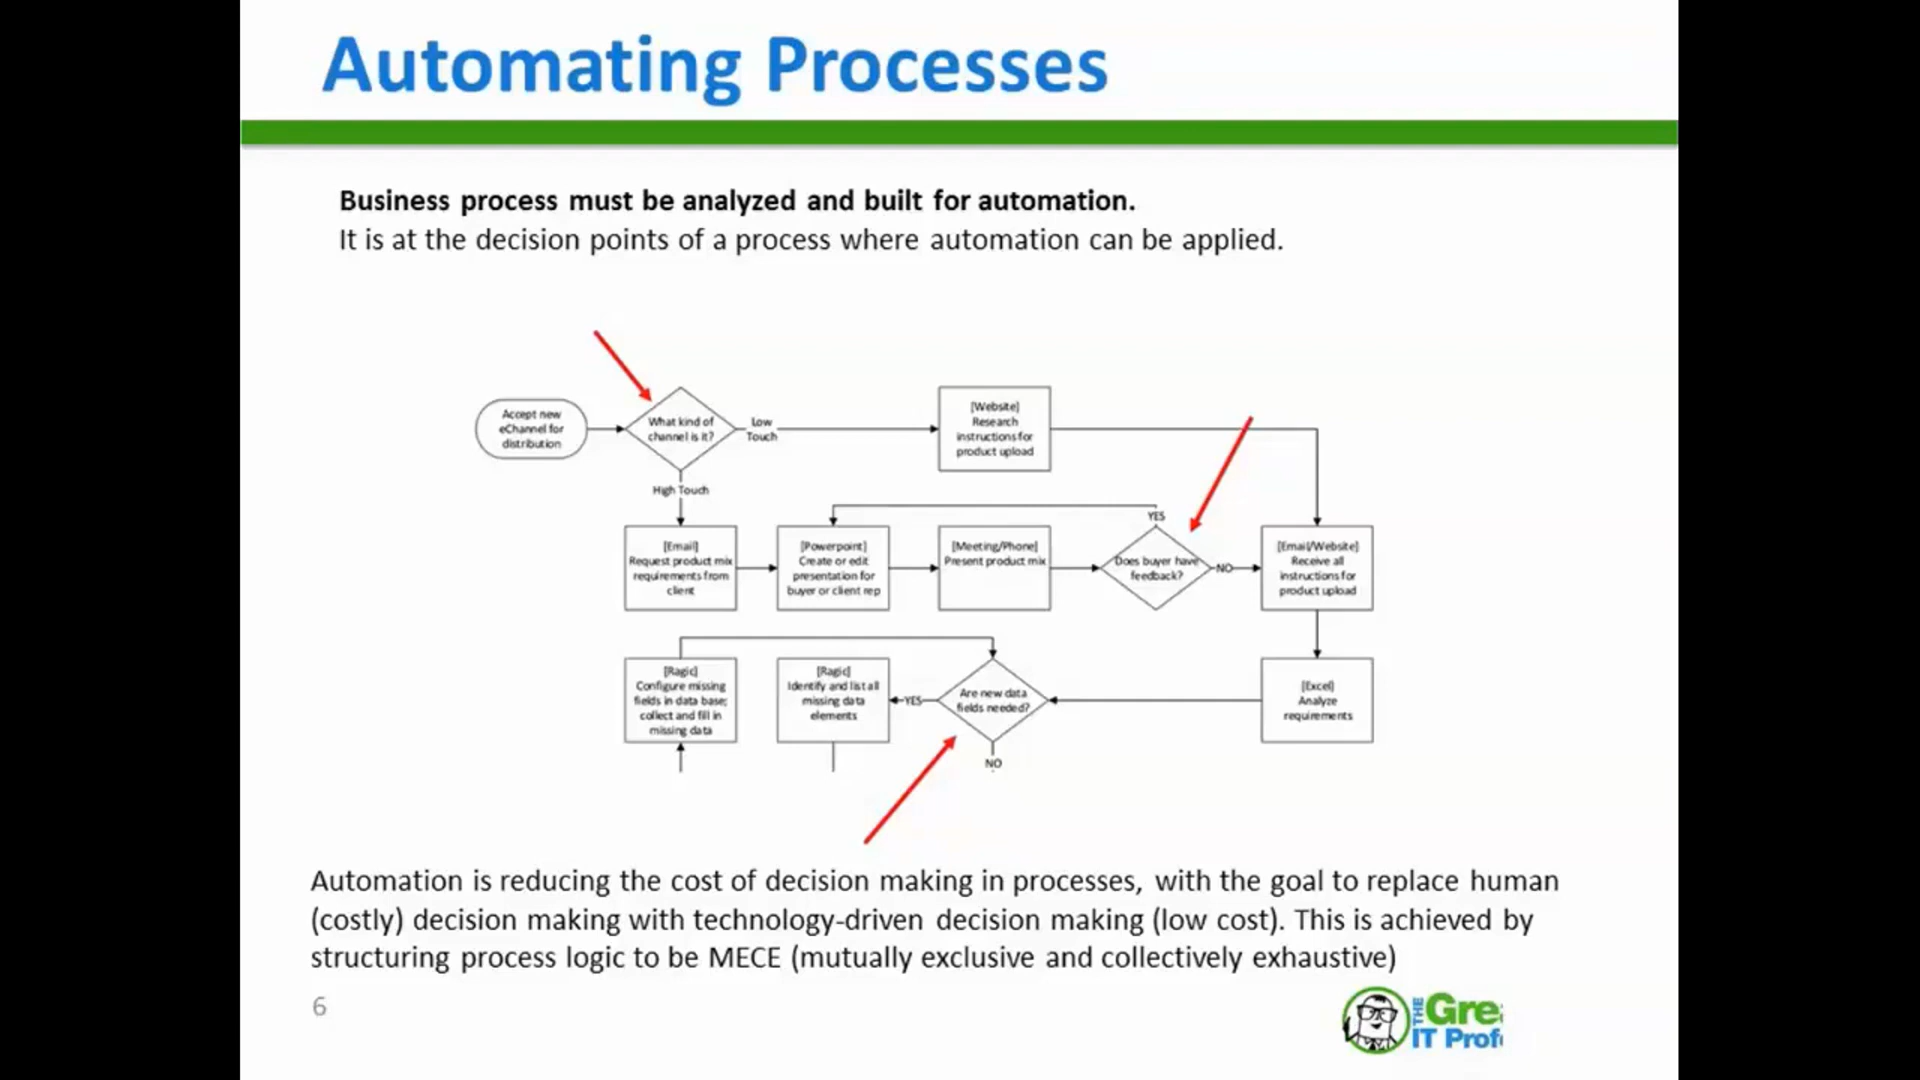 Automating Processes
Business process must be analyzed and built for automation.
It is at the decision points of a process where automation can be applied.
Accept new
eChannel for
distribution
What kind of
channel is it?
Low
Touch
[Website]
Research
instructions for
product upload
High Touch
YES
[Email]
Request product mix
requirements from
client
[Powerpoint]
Create or edit
presentation for
buyer or client rep
[Meeting/Phone]
Present product mix
Does buyer have
feedback?
NO
[Email/Website]
Receive all
instructions for
product upload
[Ragic]
Configure missing
fields in data base;
collect and fill in
missing data
[Ragic]
Identify and list all
missing data
elements
YES
Are new data
fields needed?
NO
[Excel]
Analyze
requirements
Automation is reducing the cost of decision making in processes, with the goal to replace human
(costly) decision making with technology-driven decision making (low cost). This is achieved by
structuring process logic to be MECE (mutually exclusive and collectively exhaustive)
6
THE
Gre
IT Prof